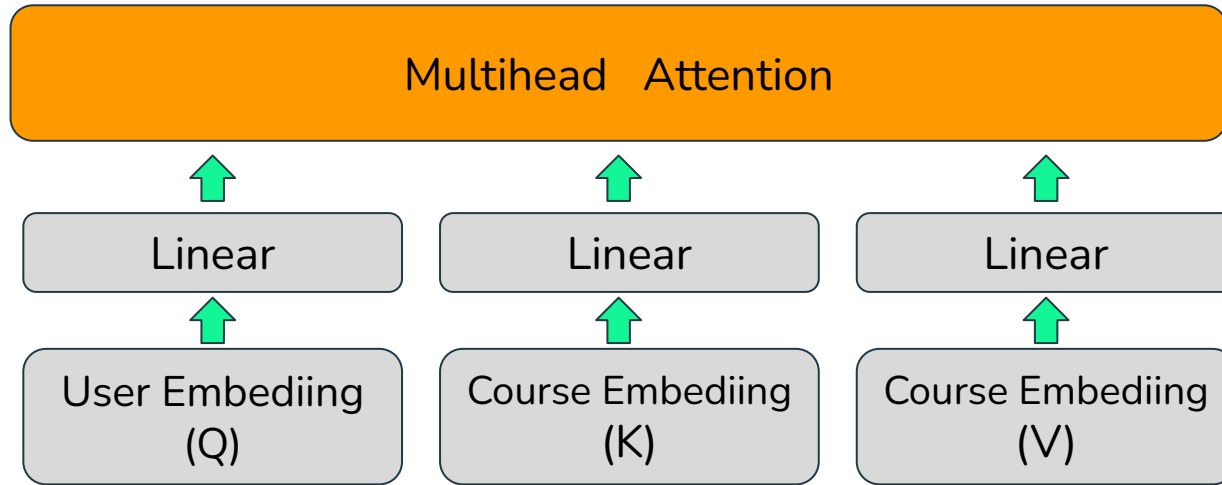 Multihead Attention
Linear Linear Linear
User Embediing Course Embediing Course Embediing
(Q) (K) (V)